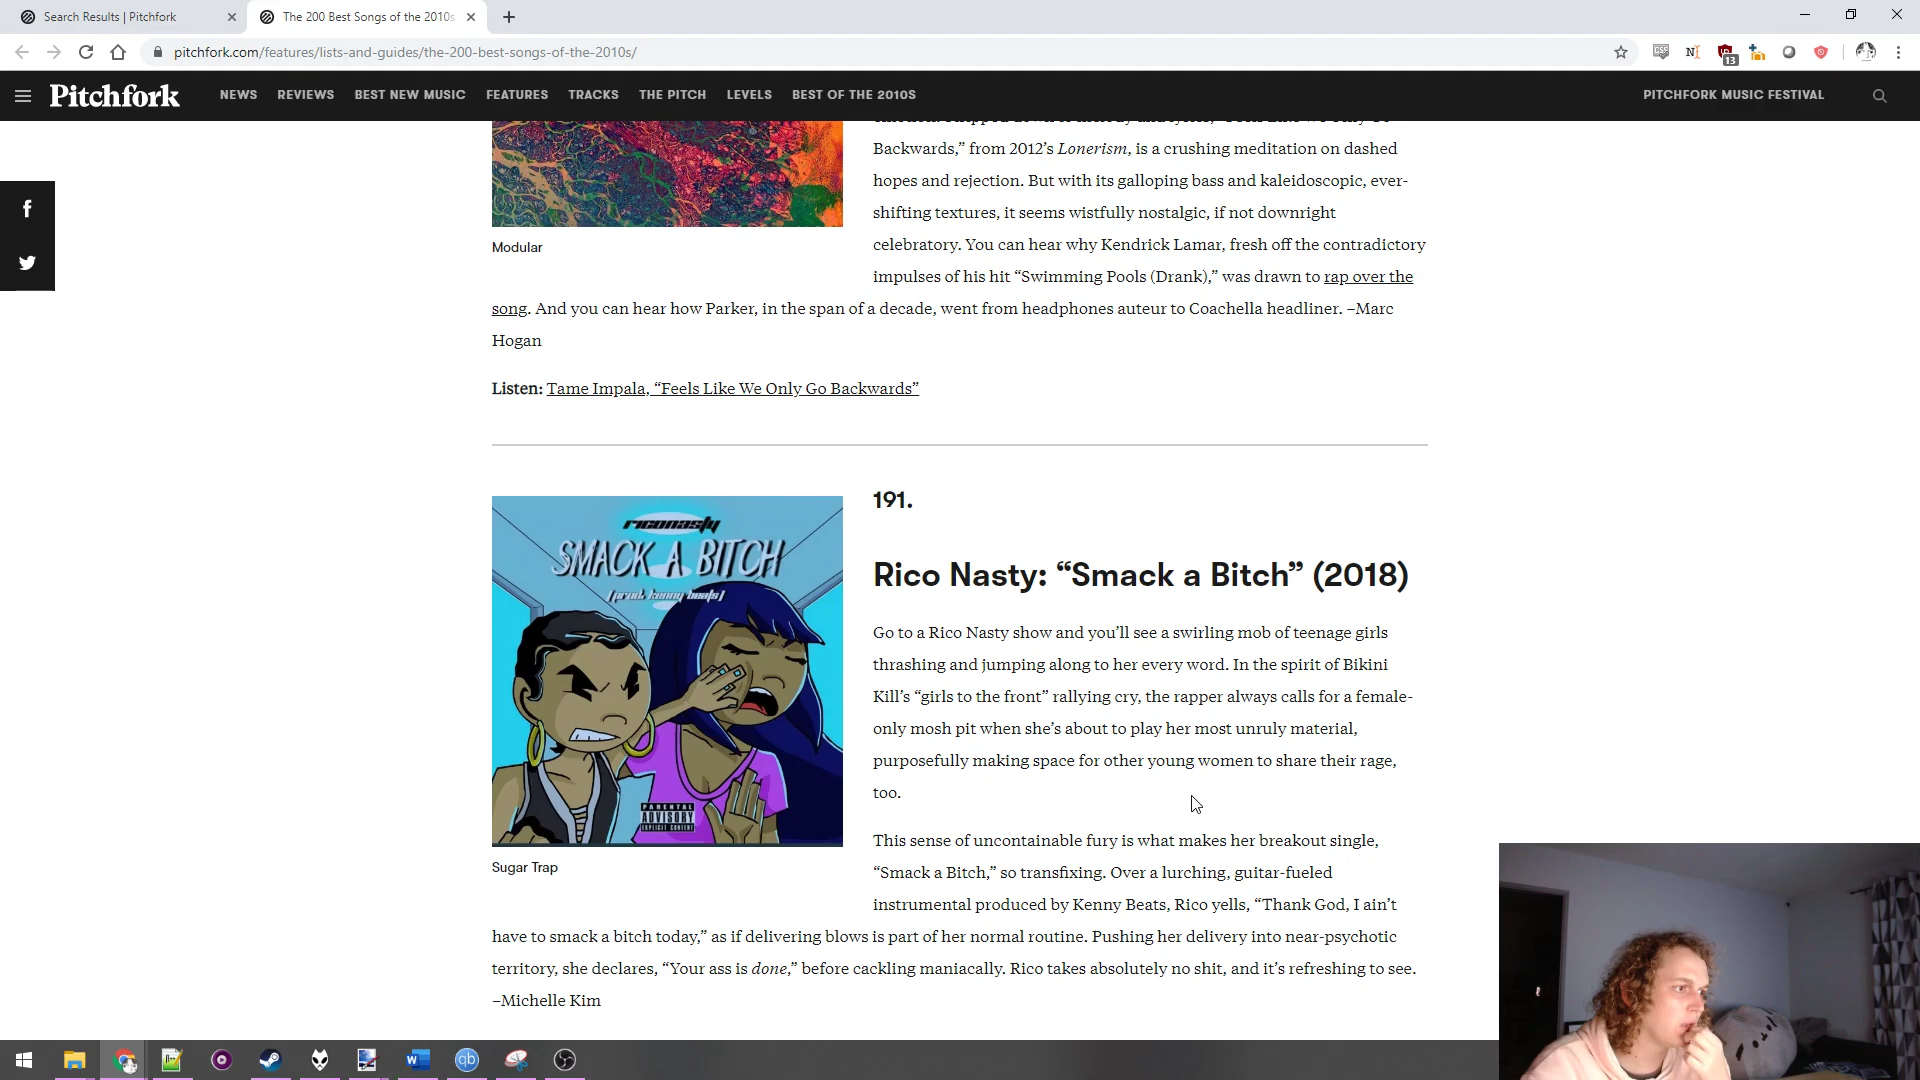 Search Results | Pitchfork
The 200 Best Songs of the 2010s
pitchfork.com/features/lists-and-guides/the-200-best-songs-of-the-2010s/
13
Pitchfork
NEWS REVIEWS BEST NEW MUSIC FEATURES TRACKS THE PITCH LEVELS BEST OF THE 2010S PITCHFORK MUSIC FESTIVAL
Backwards,” from 2012’s Lonerism, is a crushing meditation on dashed
hopes and rejection. But with its galloping bass and kaleidoscopic, ever-
shifting textures, it seems wistfully nostalgic, if not downright
celebratory. You can hear why Kendrick Lamar, fresh off the contradictory
impulses of his hit “Swimming Pools (Drank),” was drawn to rap over the
song. And you can hear how Parker, in the span of a decade, went from headphones auteur to Coachella headliner. –Marc
Hogan
Modular
Listen: Tame Impala, “Feels Like We Only Go Backwards”
riconasty
SMACK A BITCH
(prod. kenny beats)
PARENTAL
ADVISORY
EXPLICIT CONTENT
Sugar Trap
191.
Rico Nasty: “Smack a Bitch” (2018)
Go to a Rico Nasty show and you’ll see a swirling mob of teenage girls
thrashing and jumping along to her every word. In the spirit of Bikini
Kill’s “girls to the front” rallying cry, the rapper always calls for a female-
only mosh pit when she’s about to play her most unruly material,
purposefully making space for other young women to share their rage,
too.
This sense of uncontainable fury is what makes her breakout single,
“Smack a Bitch,” so transfixing. Over a lurching, guitar-fueled
instrumental produced by Kenny Beats, Rico yells, “Thank God, I ain’t
have to smack a bitch today,” as if delivering blows is part of her normal routine. Pushing her delivery into near-psychotic
territory, she declares, “Your ass is done,” before cackling maniacally. Rico takes absolutely no shit, and it’s refreshing to see.
–Michelle Kim